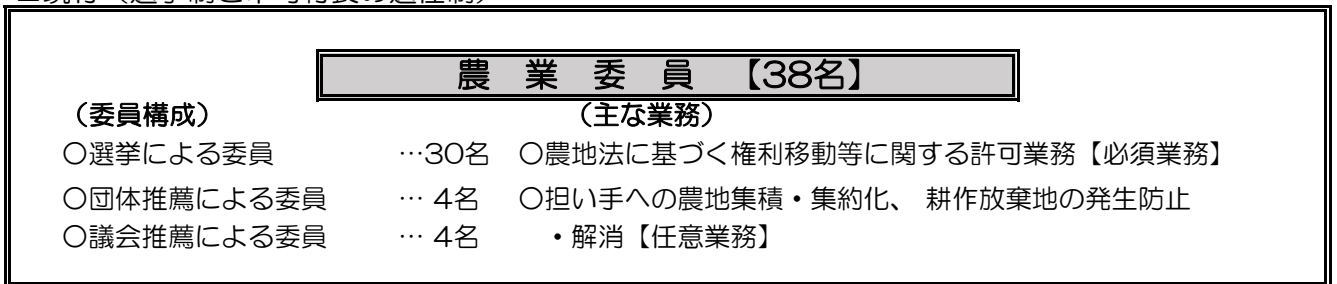 農 業 委 員 【38名】
（委員構成） （主な業務）
○選挙による委員 …30名 ○農地法に基づく権利移動等に関する許可業務【必須業務】
○団体推薦による委員 … 4名 ○担い手への農地集積・集約化、 耕作放棄地の発生防止
○議会推薦による委員 … 4名 ・解消【任意業務】